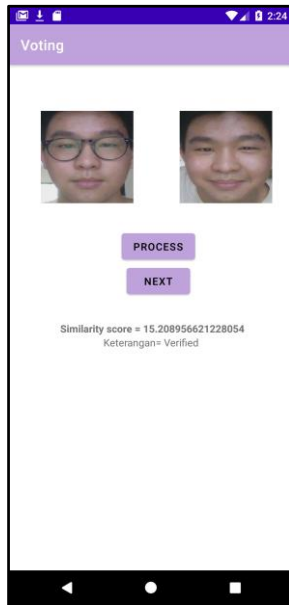 2:24
Voting
PROCESS
NEXT
Similarity score = 15.208956621228054
Keterangan= Verified